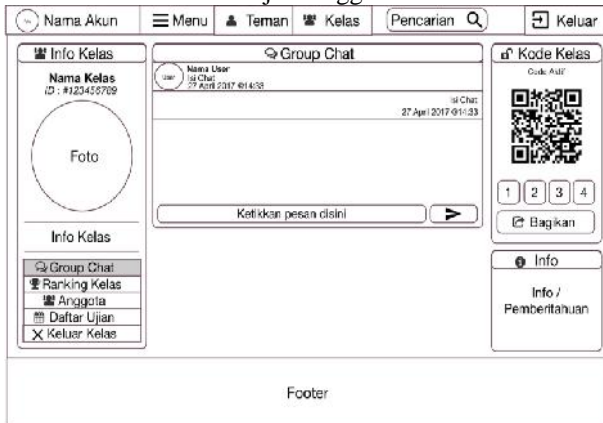 Nama Akun
Menu
Teman
Kelas
Pencarian
Keluar
Info Kelas
Nama Kelas
ID : #123456789
Foto
Info Kelas
Group Chat
Ranking Kelas
Anggota
Daftar Ujian
Keluar Kelas
Group Chat
User
Nama User
Isi Chat
27 April 2017 @14:33
Isi Chat
27 April 2017 @14:33
Ketikkan pesan disini
Kode Kelas
Code Aktif
1 2 3 4
Bagikan
Info
Info /
Pemberitahuan
Footer